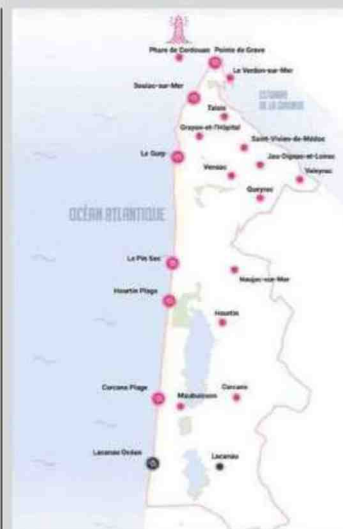 Phare de Cordouan
Pointe de Grave
Le Verdon-sur-Mer
Soulac-sur-Mer
ESTUAIRE
DE LA GIRONDE
Talais
Grayan-et-l'Hôpital
Saint-Vivien-de-Médoc
Le Gurp
Jau-Dignac-et-Loirac
Vensac
Valeyrac
Queyrac
OCÉAN ATLANTIQUE
Le Pin Sec
Naujac-sur-Mer
Hourtin Plage
Hourtin
Carcans Plage
Maubuisson
Carcans
Lacanau Océan
Lacanau